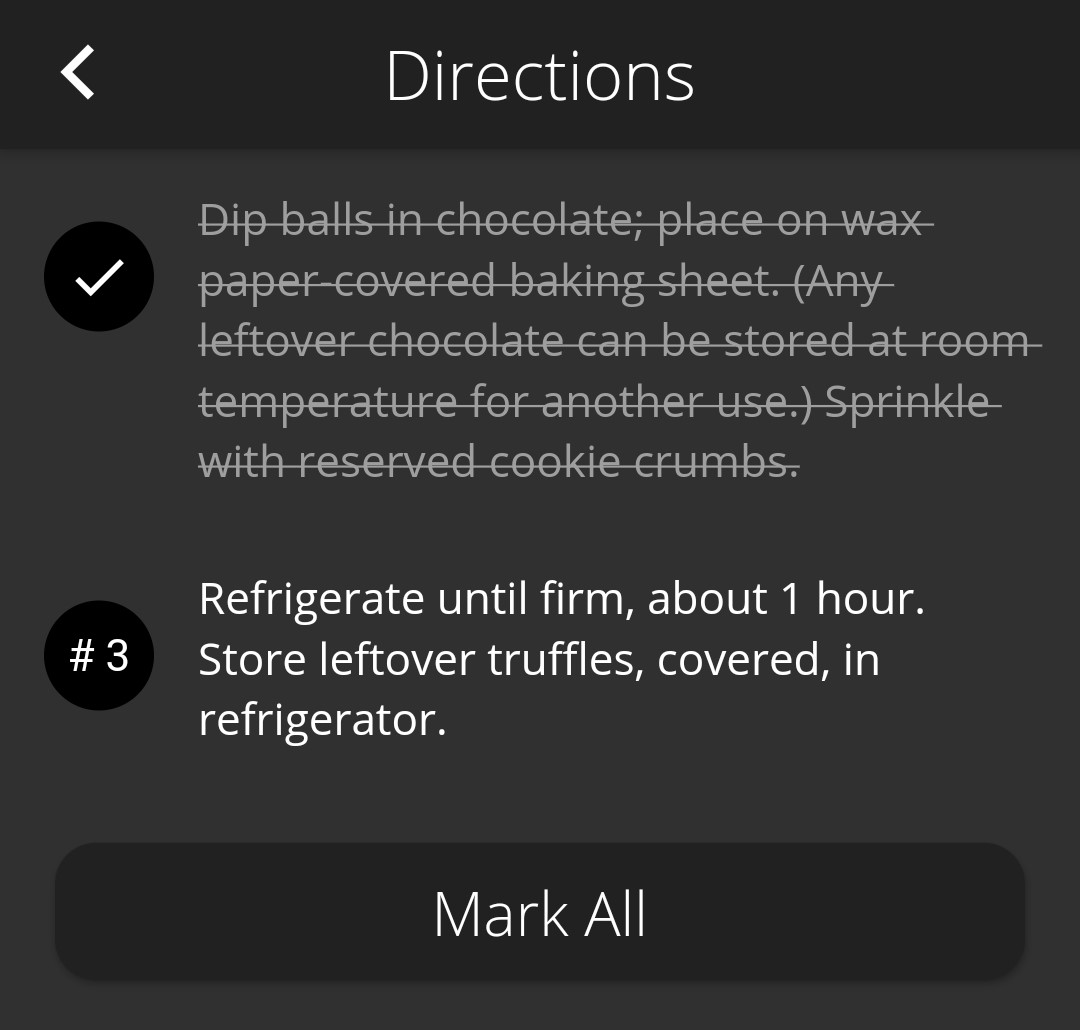 Directions
Dip balls in chocolate; place on wax
paper-covered baking sheet. (Any
leftover chocolate can be stored at room
temperature for another use.) Sprinkle
with reserved cookie crumbs.
# 3
Refrigerate until firm, about 1 hour.
Store leftover truffles, covered, in
refrigerator.
Mark All